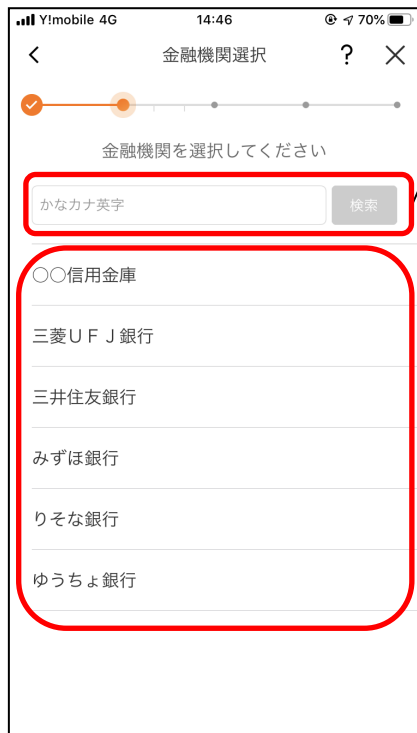 Y!mobile 4G 14:46 70%
金融機関選択 ?
金融機関を選択してください
かなカナ英字 検索
○○信用金庫
三菱ＵＦＪ銀行
三井住友銀行
みずほ銀行
りそな銀行
ゆうちょ銀行